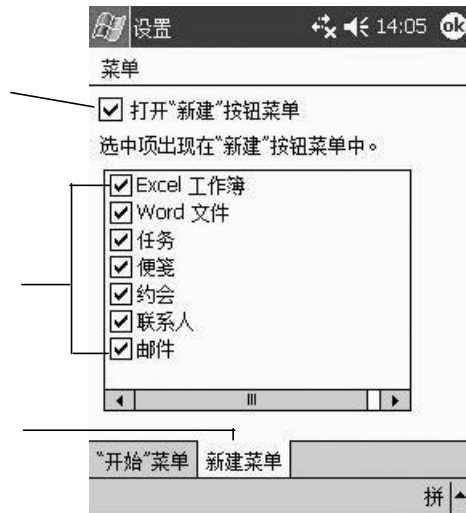 设置 14:05 ok
菜单
打开“新建”按钮菜单
选中项出现在“新建”按钮菜单中。
Excel 工作簿
Word 文件
任务
便笺
约会
联系人
邮件
“开始”菜单 新建菜单
拼